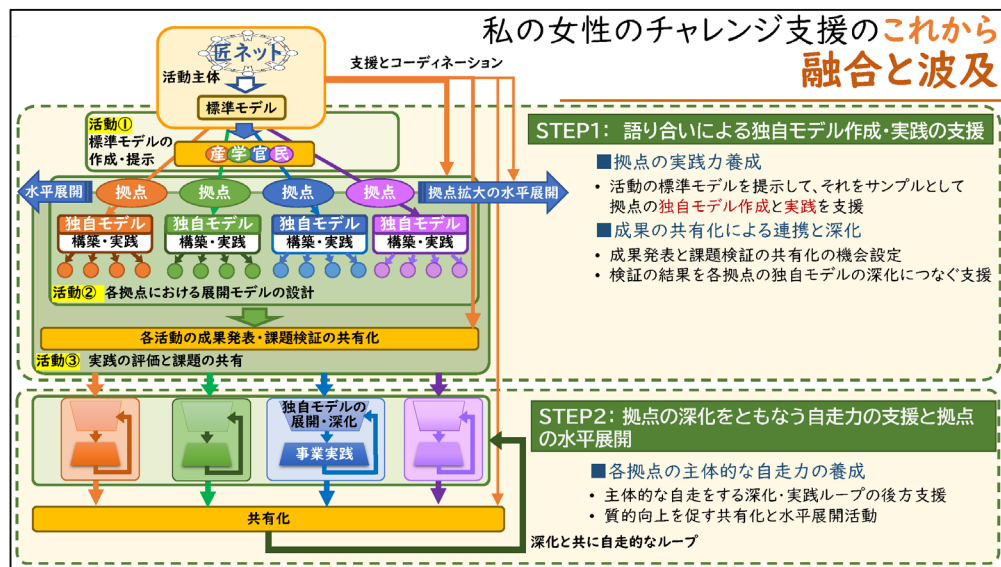 私の女性のチャレンジ支援のこれから
融合と波及
匠ネット
活動主体
標準モデル
支援とコーディネーション
活動①
標準モデルの
作成・提示
産学官民
水平展開
拠点
拠点
拠点
拠点
拠点拡大の水平展開
独自モデル
構築・実践
独自モデル
構築・実践
独自モデル
構築・実践
独自モデル
構築・実践
活動② 各拠点における展開モデルの設計
各活動の成果発表・課題検証の共有化
活動③ 実践の評価と課題の共有
STEP1: 語り合いによる独自モデル作成・実践の支援
■拠点の実践力養成
• 活動の標準モデルを提示して、それをサンプルとして
拠点の独自モデル作成と実践を支援
■成果の共有化による連携と深化
• 成果発表と課題検証の共有化の機会設定
• 検証の結果を各拠点の独自モデルの深化につなぐ支援
独自モデルの
展開・深化
事業実践
共有化
深化と共に自走的なループ
STEP2: 拠点の深化をともなう自走力の支援と拠点
の水平展開
■各拠点の主体的な自走力の養成
• 主体的な自走をする深化・実践ループの後方支援
• 質的向上を促す共有化と水平展開活動